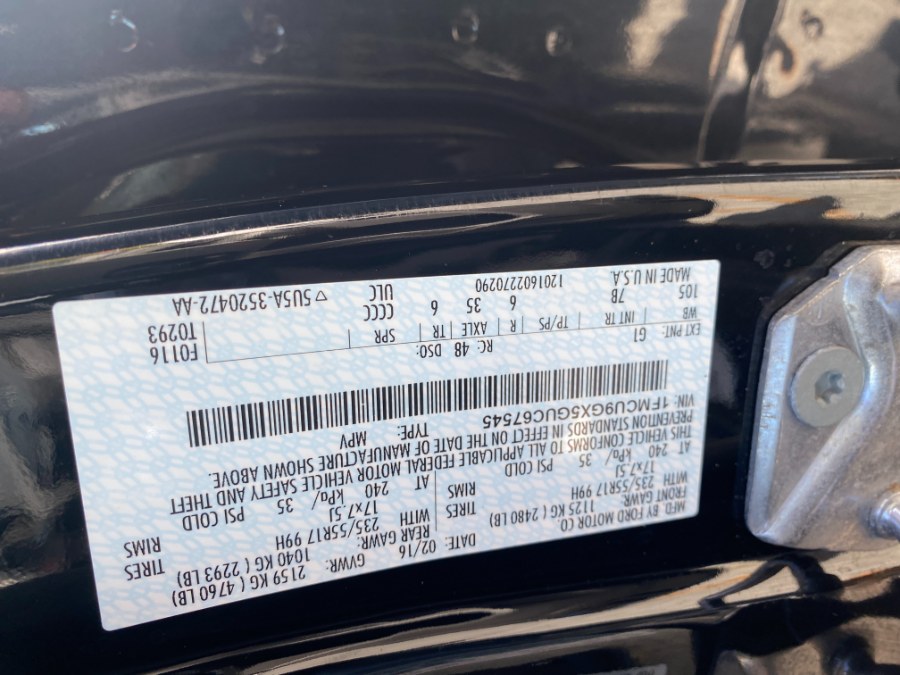 MFD. BY FORD MOTOR CO.
DATE: 02/16 GVWR: 2159 KG ( 4760 LB)
FRONT GAWR: 1125 KG ( 2480 LB) REAR GAWR: 1040 KG ( 2293 LB)
WITH 235/55R17 99H TIRES WITH 235/55R17 99H TIRES
17x7.5J RIMS 17x7.5J RIMS
AT 240 kPa/ 35 PSI COLD AT 240 kPa/ 35 PSI COLD
THIS VEHICLE CONFORMS TO ALL APPLICABLE FEDERAL MOTOR VEHICLE SAFETY AND THEFT
PREVENTION STANDARDS IN EFFECT ON THE DATE OF MANUFACTURE SHOWN ABOVE.
VIN: 1FMCU9GX5GUC67545 TYPE: MPV
EXT PNT: G1 RC: 48 DSO: F0116
WB INT TR TP/PS R AXLE TR SPR T0293
105 7B 6 35 6 CCCC
MADE IN U.S.A. 1201602270290 ULC ▽5U5A-3520472-AA